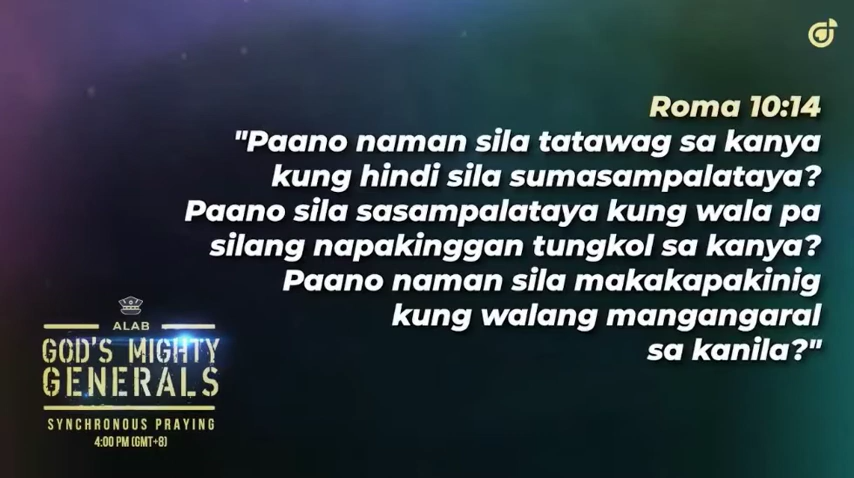 Roma 10:14
"Paano naman sila tatawag sa kanya
kung hindi sila sumasampalataya?
Paano sila sasampalataya kung wala pa
silang napakinggan tungkol sa kanya?
Paano naman sila makakapakinig
kung walang mangangaral
sa kanila?"
ALAB
GOD'S MIGHTY
GENERALS
SYNCHRONOUS PRAYING
4:00 PM (GMT+8)